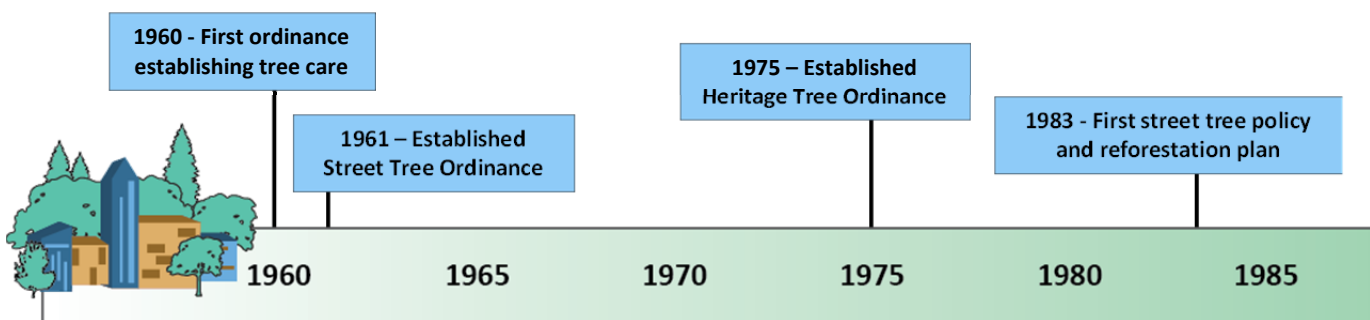 1960 - First ordinance
establishing tree care
1961 – Established
Street Tree Ordinance
1975 – Established
Heritage Tree Ordinance
1983 - First street tree policy
and reforestation plan
1960 1965 1970 1975 1980 1985